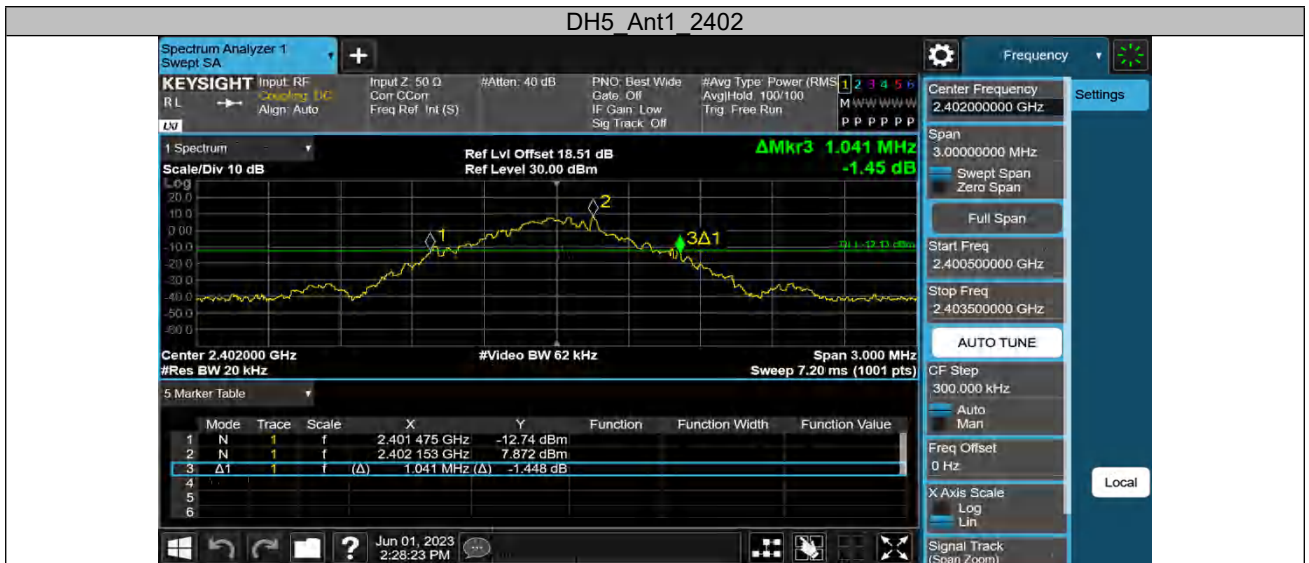 DH5_Ant1_2402
Spectrum Analyzer 1
Swept SA
+
Frequency
KEYSIGHT
RL
LXI
Input: RF
Coupling: DC
Align: Auto
Input Z: 50 Ω
Corr CCorr
Freq Ref: Int (S)
#Atten: 40 dB
PNO: Best Wide
Gate: Off
IF Gain: Low
Sig Track: Off
#Avg Type: Power (RMS
Avg|Hold: 100/100
Trig: Free Run
1 2 3 4 5 6
M W W W W W
P P P P P P
1 Spectrum
Scale/Div 10 dB
Ref Lvl Offset 18.51 dB
Ref Level 30.00 dBm
ΔMkr3 1.041 MHz
-1.45 dB
Log
20.0
10.0
0.00
-10.0
-20.0
-30.0
-40.0
-50.0
-60.0
1
2
3Δ1
DL1 -12.13 dBm
Center 2.402000 GHz
#Res BW 20 kHz
#Video BW 62 kHz
Span 3.000 MHz
Sweep 7.20 ms (1001 pts)
5 Marker Table
Mode Trace Scale X Y Function Function Width Function Value
1 N 1 f 2.401 475 GHz -12.74 dBm
2 N 1 f 2.402 153 GHz 7.872 dBm
3 Δ1 1 f (Δ) 1.041 MHz (Δ) -1.448 dB
4
5
6
?
Jun 01, 2023
2:28:23 PM
Center Frequency
2.402000000 GHz
Span
3.00000000 MHz
Swept Span
Zero Span
Full Span
Start Freq
2.400500000 GHz
Stop Freq
2.403500000 GHz
AUTO TUNE
CF Step
300.000 kHz
Auto
Man
Freq Offset
0 Hz
X Axis Scale
Log
Lin
Signal Track
(Span Zoom)
Settings
Local